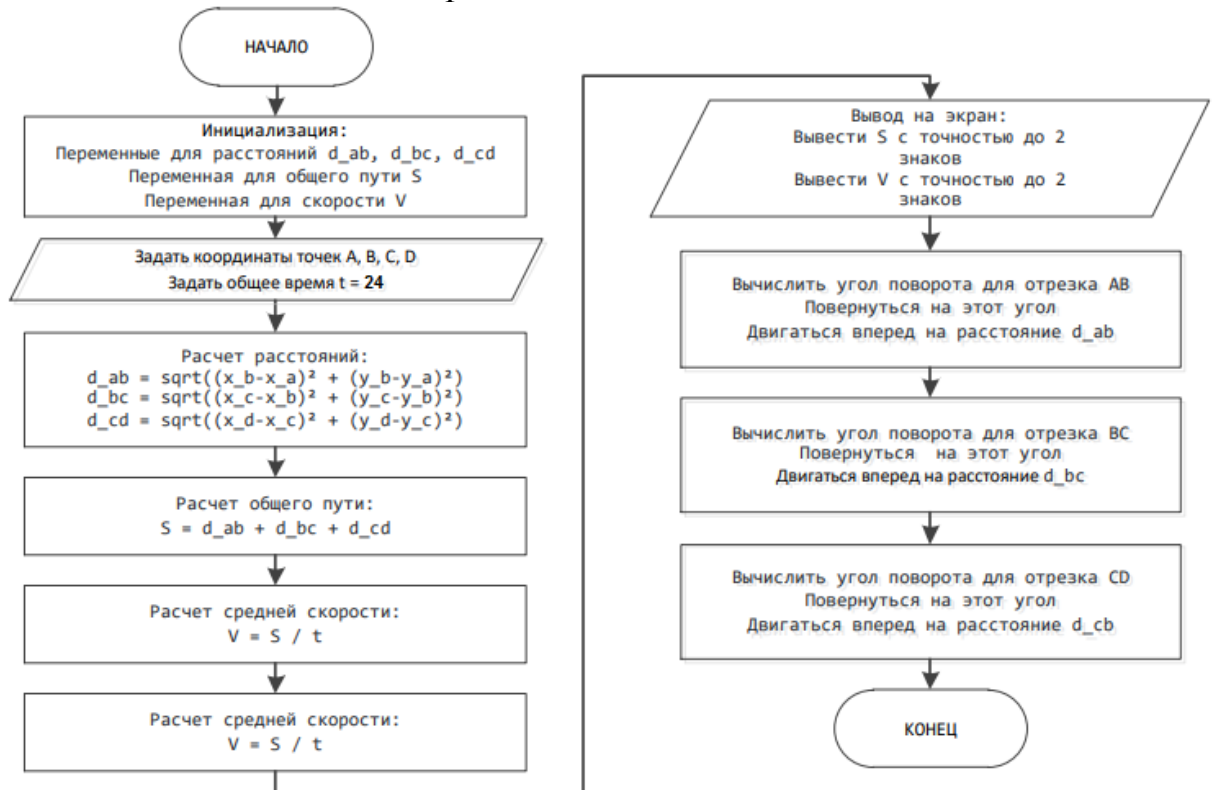 НАЧАЛО
Инициализация:
Переменные для расстояний d_ab, d_bc, d_cd
Переменная для общего пути S
Переменная для скорости V
Задать координаты точек A, B, C, D
Задать общее время t = 24
Расчет расстояний:
d_ab = sqrt((x_b-x_a)² + (y_b-y_a)²)
d_bc = sqrt((x_c-x_b)² + (y_c-y_b)²)
d_cd = sqrt((x_d-x_c)² + (y_d-y_c)²)
Расчет общего пути:
S = d_ab + d_bc + d_cd
Расчет средней скорости:
V = S / t
Расчет средней скорости:
V = S / t
Вывод на экран:
Вывести S с точностью до 2
знаков
Вывести V с точностью до 2
знаков
Вычислить угол поворота для отрезка AB
Повернуться на этот угол
Двигаться вперед на расстояние d_ab
Вычислить угол поворота для отрезка BC
Повернуться на этот угол
Двигаться вперед на расстояние d_bc
Вычислить угол поворота для отрезка CD
Повернуться на этот угол
Двигаться вперед на расстояние d_cb
КОНЕЦ